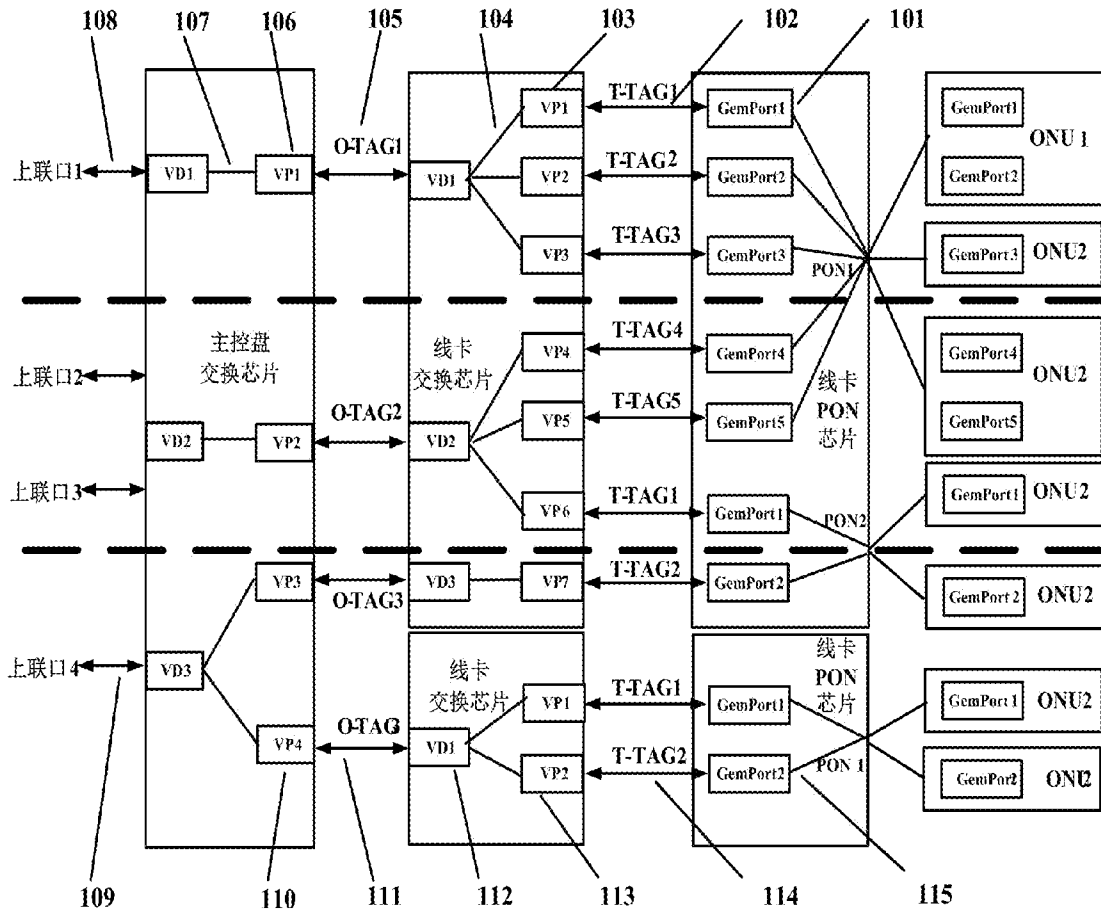 108
107
106
105
104
103
102
101
VP1
T-TAG1
GemPort1
GemPort1
ONU 1
O-TAG1
上联口1
VD1
VP1
VD1
VP2
T-TAG2
GemPort2
GemPort2
VP3
T-TAG3
GemPort3
PON1
GemPort3
ONU2
主控盘
交换芯片
线卡
交换芯片
VP4
T-TAG4
GemPort4
GemPort4
ONU2
上联口2
线卡
PON
芯片
O-TAG2
VD2
VP2
VD2
VP5
T-TAG5
GemPort5
GemPort5
上联口3
VP6
T-TAG1
GemPort1
PON2
GemPort1
ONU2
VP3
O-TAG3
VD3
VP7
T-TAG2
GemPort2
GemPort2
ONU2
上联口4
VD3
线卡
交换芯片
VP1
T-TAG1
GemPort1
线卡
PON
芯片
GemPort 1
ONU2
VP4
O-TAG3
VD1
VP2
T-TAG2
GemPort2
PON 1
GemPor2
ONU2
109
110
111
112
113
114
115